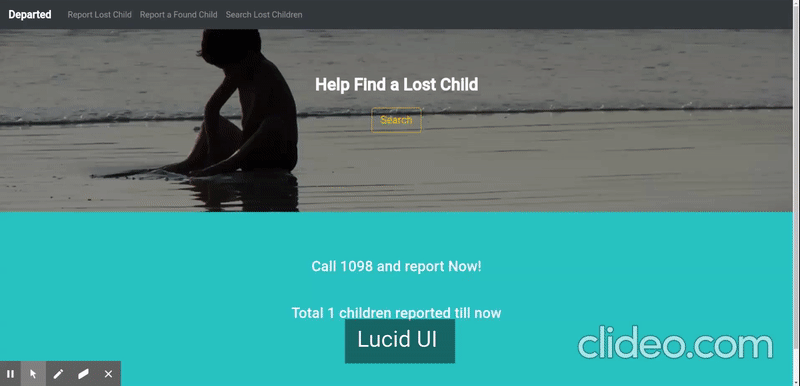 Departed Report Lost Child Report a Found Child Search Lost Children
Help Find a Lost Child
Search
Call 1098 and report Now!
Total 1 children reported till now
Lucid UI
clideo.com